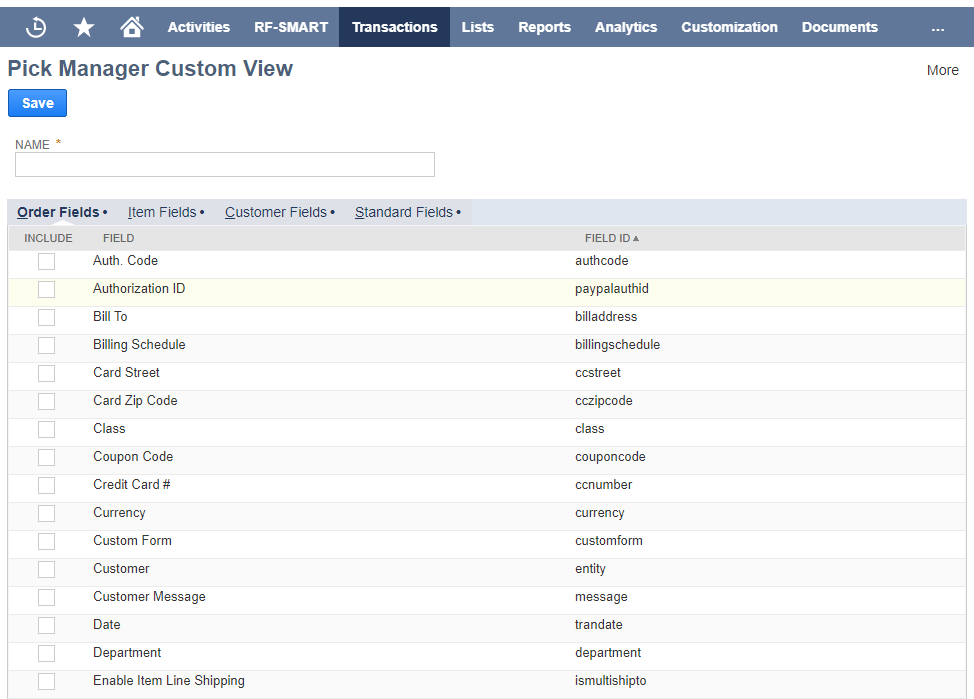 Activities RF-SMART Transactions Lists Reports Analytics Customization Documents ...
Pick Manager Custom View More
Save
NAME *
Order Fields • Item Fields • Customer Fields • Standard Fields •
INCLUDE FIELD FIELD ID ▲
Auth. Code authcode
Authorization ID paypalauthid
Bill To billaddress
Billing Schedule billingschedule
Card Street ccstreet
Card Zip Code cczipcode
Class class
Coupon Code couponcode
Credit Card # ccnumber
Currency currency
Custom Form customform
Customer entity
Customer Message message
Date trandate
Department department
Enable Item Line Shipping ismultishipto